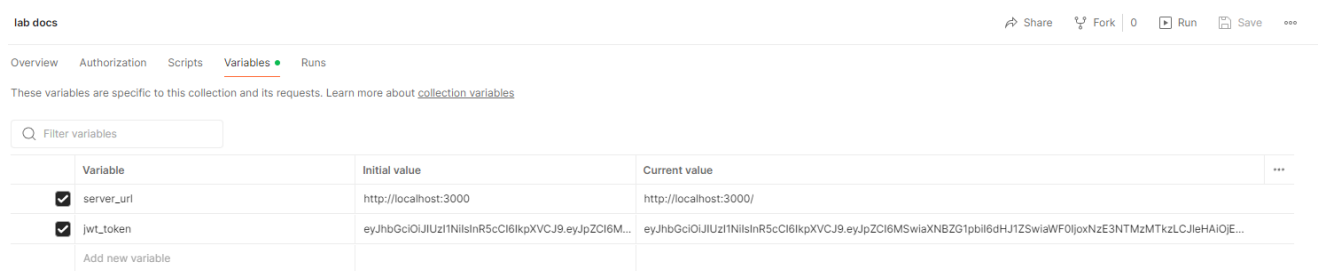 lab docs Share Fork 0 Run Save
Overview Authorization Scripts Variables Runs
These variables are specific to this collection and its requests. Learn more about collection variables
Filter variables
Variable Initial value Current value
server_url http://localhost:3000 http://localhost:3000/
jwt_token eyJhbGciOiJIUzI1NiIsInR5cCI6IkpXVCJ9.eyJpZCI6M... eyJhbGciOiJIUzI1NiIsInR5cCI6IkpXVCJ9.eyJpZCI6MSwiaXNBZG1pbiI6dHJ1ZSwiaWF0IjoxNzE3NTMzMTkzLCJleHAiOjE...
Add new variable